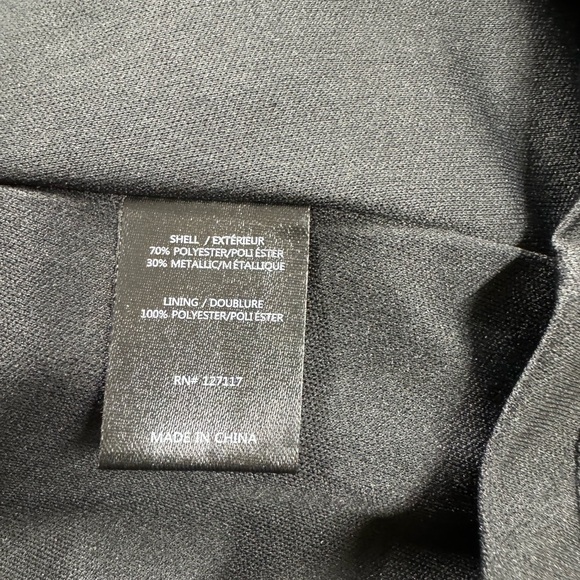 SHELL / EXTÉRIEUR
70% POLYESTER/POLIÉSTER
30% METALLIC/MÉTALLIQUE
LINING / DOUBLURE
100% POLYESTER/POLIÉSTER
RN# 127117
MADE IN CHINA